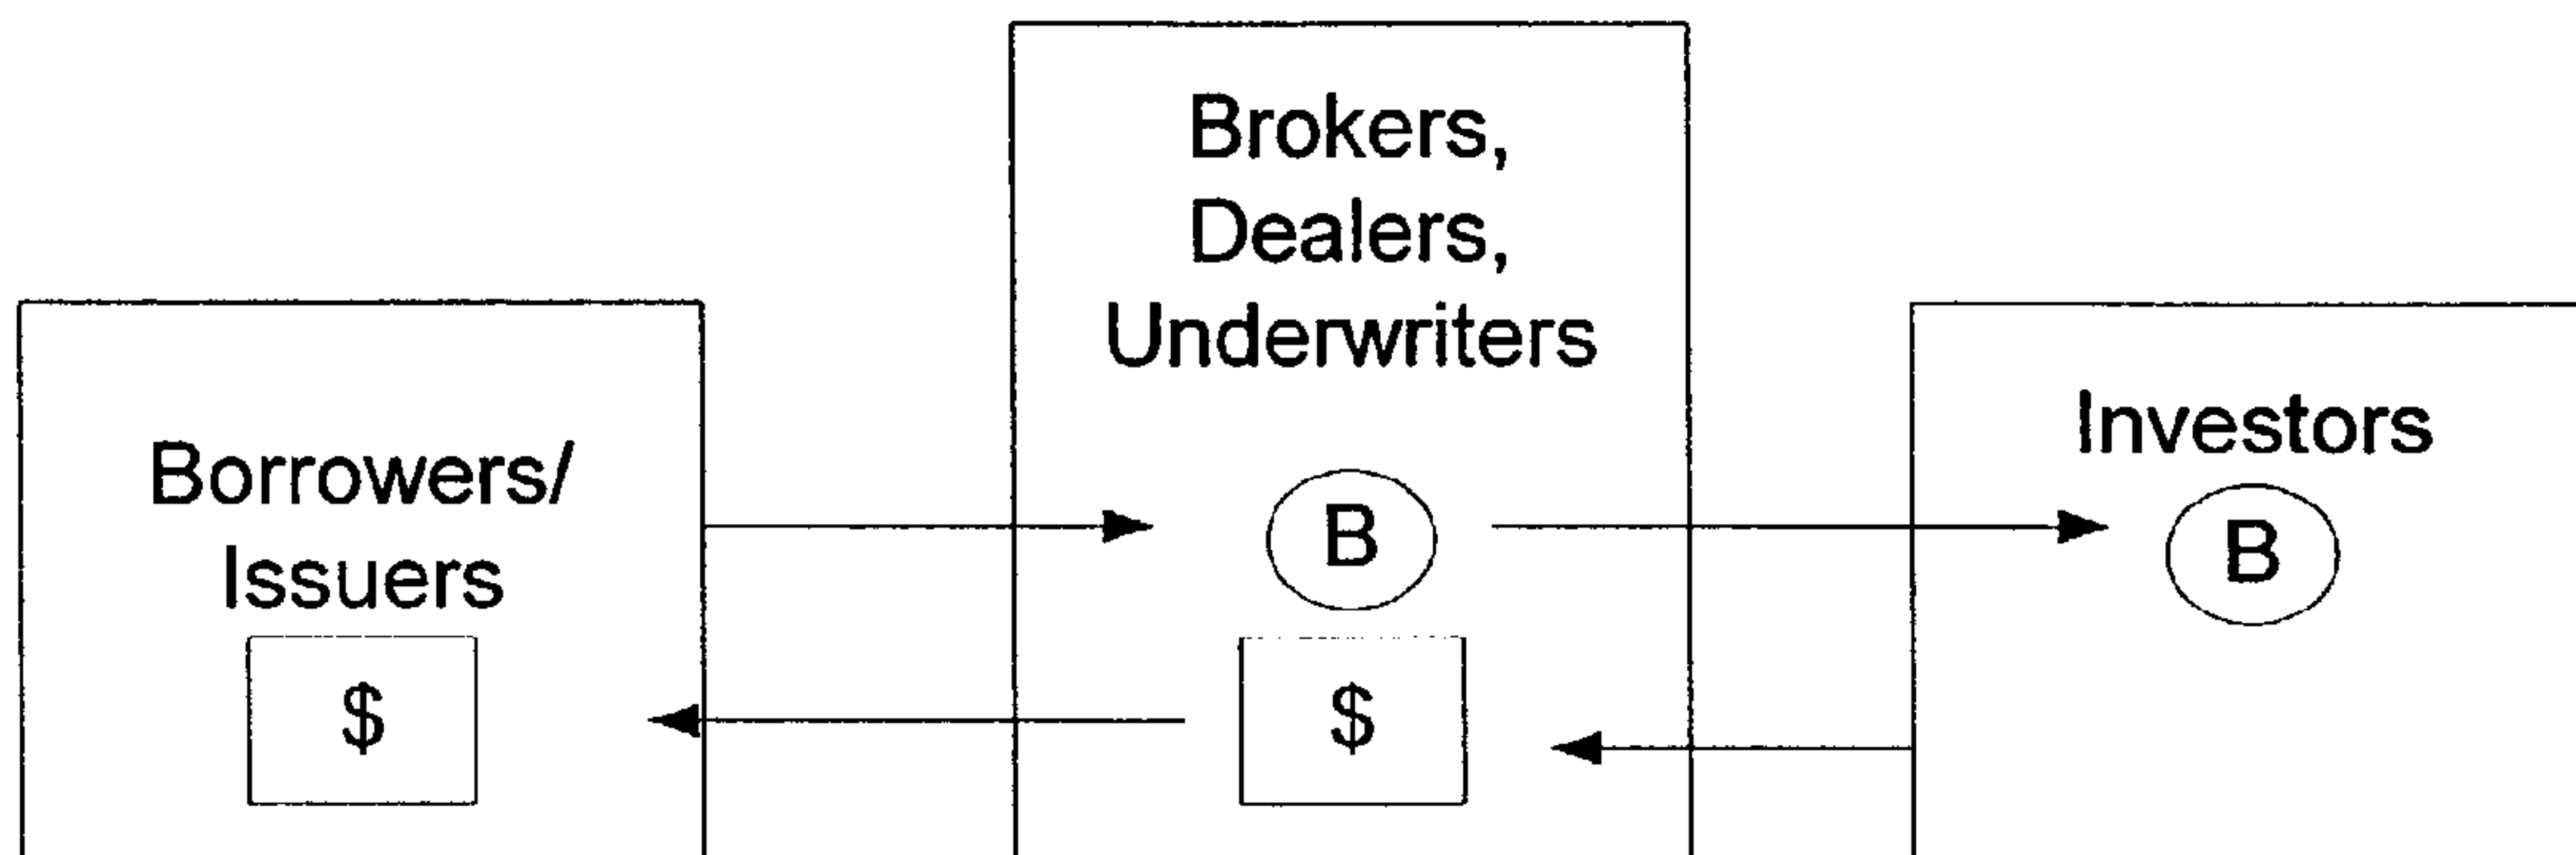 Brokers,
Dealers,
Underwriters
B
$
Borrowers/
Issuers
$
Investors
B